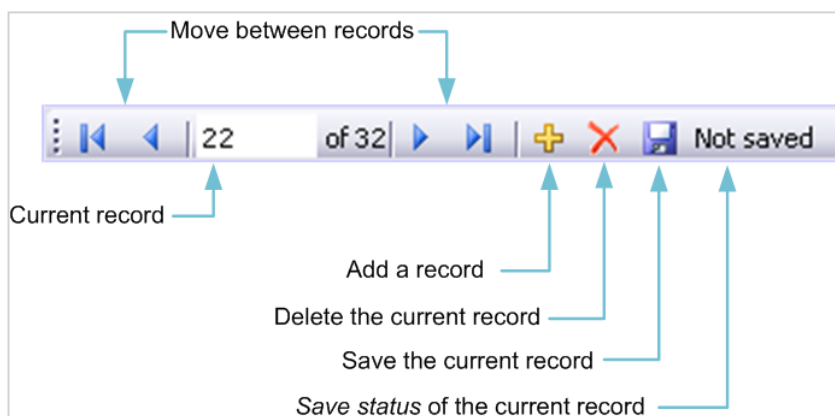 Move between records
22 of 32 Not saved
Current record
Add a record
Delete the current record
Save the current record
Save status of the current record